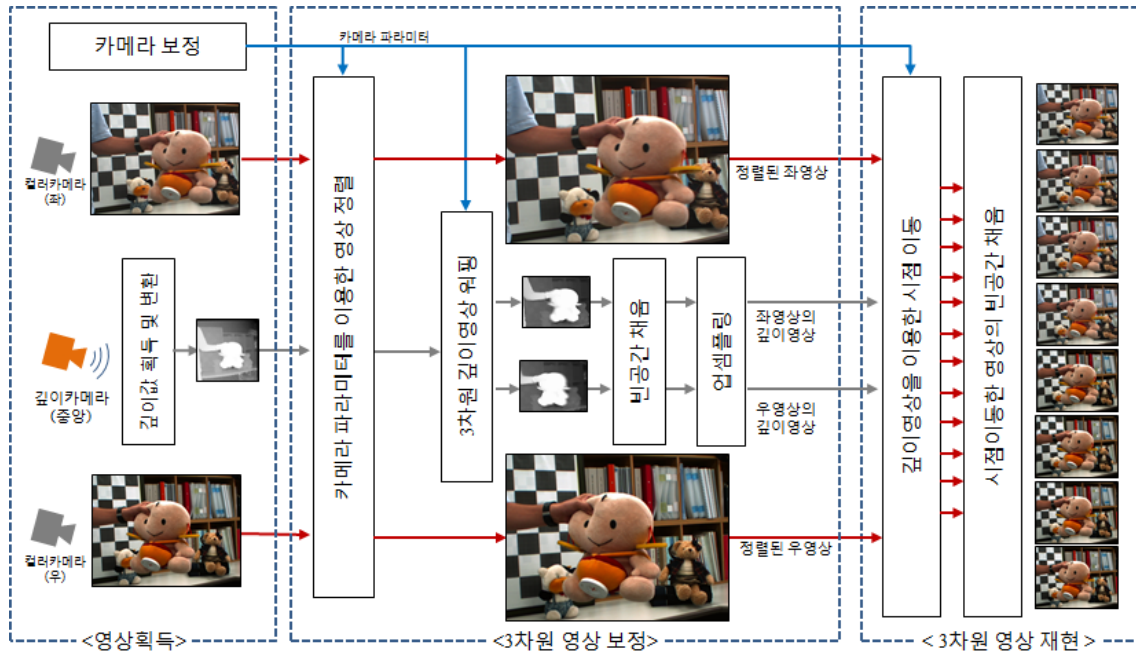 카메라 보정
카메라 파라미터
컬러카메라
(좌)
깊이카메라
(중앙)
컬러카메라
(우)
깊이값 획득 및 변환
<영상획득>
카메라 파라미터를 이용한 영상 정렬
3차원 깊이영상 워핑
빈공간 채움
업셈플링
정렬된 좌영상
좌영상의
깊이영상
우영상의
깊이영상
정렬된 우영상
<3차원 영상 보정>
깊이영상을 이용한 시점 이동
시점이동한 영상의 빈공간 채움
< 3차원 영상 재현 >